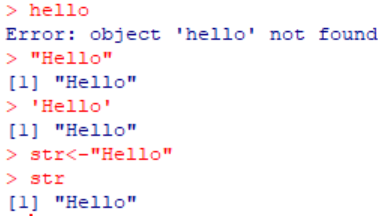 > hello
Error: object 'hello' not found
> "Hello"
[1] "Hello"
> 'Hello'
[1] "Hello"
> str<-"Hello"
> str
[1] "Hello"